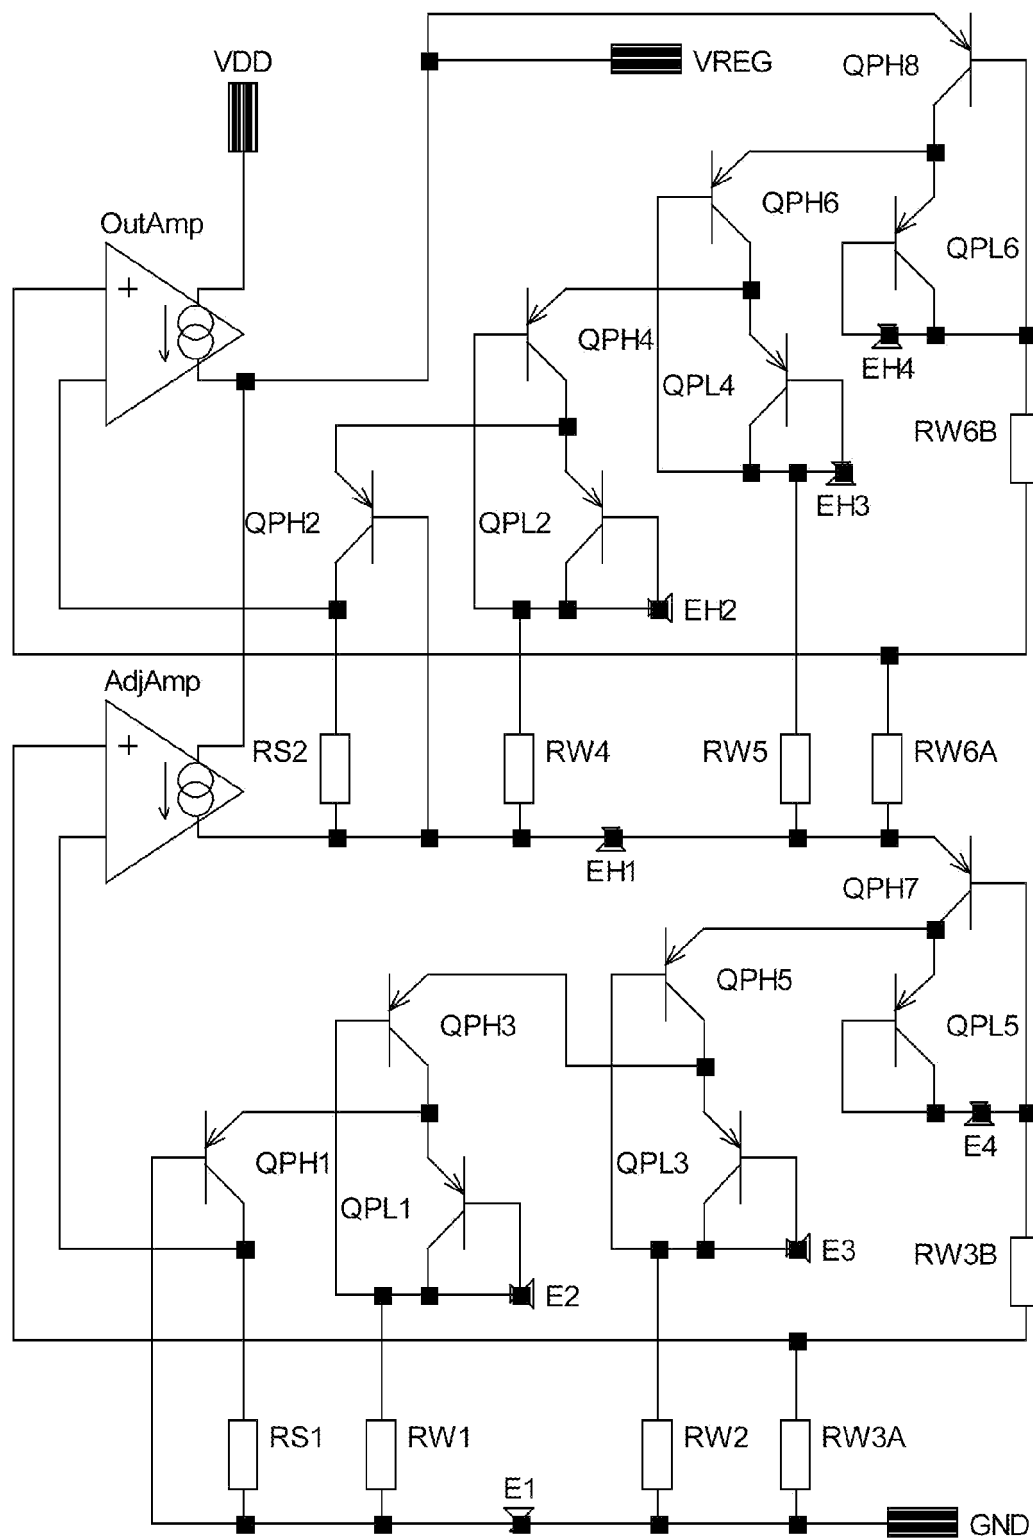 VDD
VREG
QPH8
QPH6
OutAmp
+
QPL6
QPH4
EH4
QPL4
RW6B
EH3
QPH2
QPL2
EH2
AdjAmp
+
RS2
RW4
RW5
RW6A
EH1
QPH7
QPH5
QPH3
QPL5
E4
QPH1
QPL3
QPL1
E3
RW3B
E2
RS1
RW1
RW2
RW3A
E1
GND